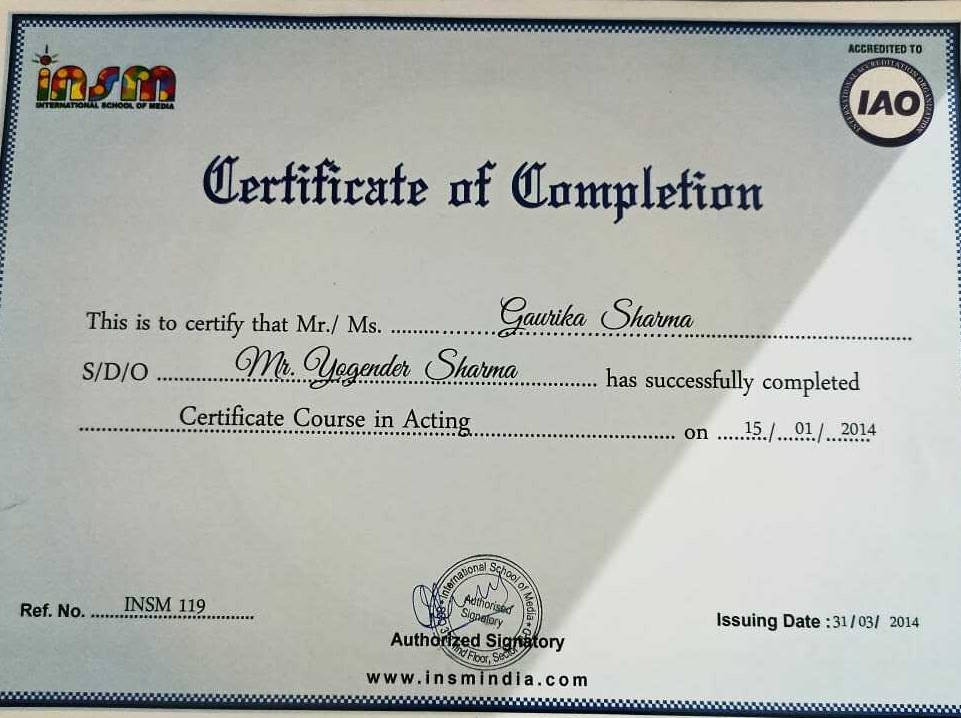 insm
INTERNATIONAL SCHOOL OF MEDIA
ACCREDITED TO
INTERNATIONAL ACCREDITATION ORGANIZATION
IAO
Certificate of Completion
This is to certify that Mr./ Ms. ..................... Gaurika Sharma .....................
S/D/O ............ Mr. Yogender Sharma ............ has successfully completed
Certificate Course in Acting ..................... on ..... 15 / 01 / 2014
International School of Media
Authorised
Signatory
Floor, Sector
Ref. No. ..... INSM 119 .....
Authorized Signatory
Issuing Date : 31/03/ 2014
www.insmindia.com